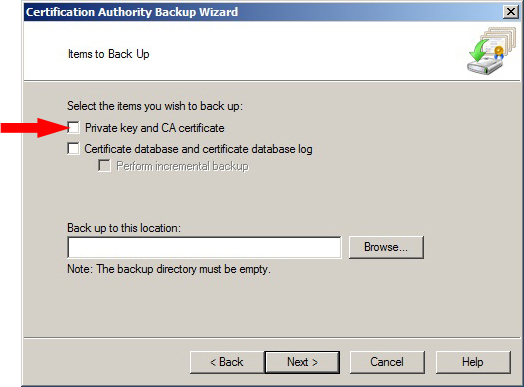 Certification Authority Backup Wizard
Items to Back Up
Select the items you wish to back up:
Private key and CA certificate
Certificate database and certificate database log
Perform incremental backup
Back up to this location:
Browse...
Note: The backup directory must be empty.
< Back Next > Cancel Help